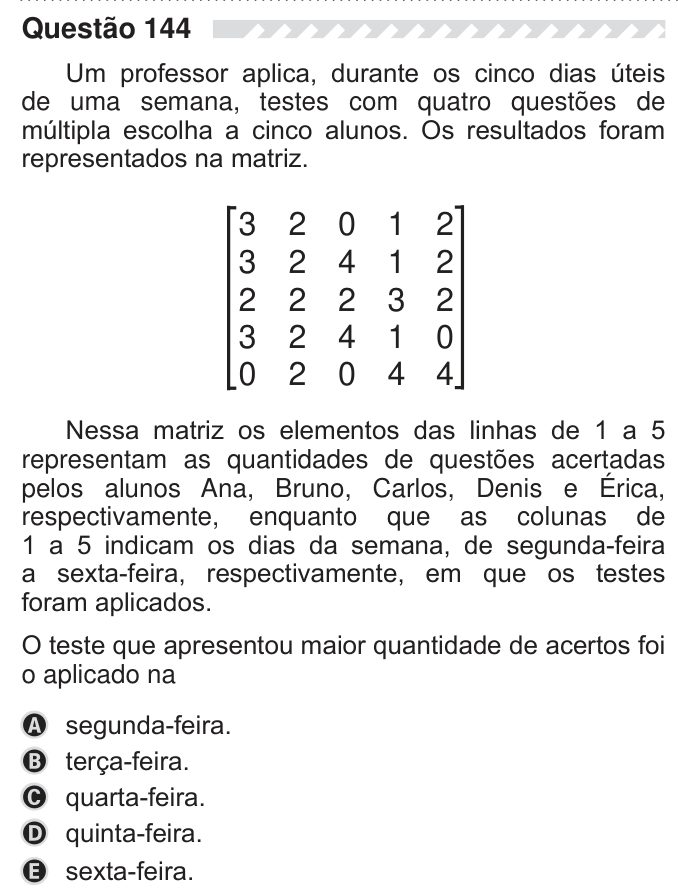 Questão 144
Um professor aplica, durante os cinco dias úteis
de uma semana, testes com quatro questões de
múltipla escolha a cinco alunos. Os resultados foram
representados na matriz.
3 2 0 1 2
3 2 4 1 2
2 2 2 3 2
3 2 4 1 0
0 2 0 4 4
Nessa matriz os elementos das linhas de 1 a 5
representam as quantidades de questões acertadas
pelos alunos Ana, Bruno, Carlos, Denis e Érica,
respectivamente, enquanto que as colunas de
1 a 5 indicam os dias da semana, de segunda-feira
a sexta-feira, respectivamente, em que os testes
foram aplicados.
O teste que apresentou maior quantidade de acertos foi
o aplicado na
A segunda-feira.
B terça-feira.
C quarta-feira.
D quinta-feira.
E sexta-feira.